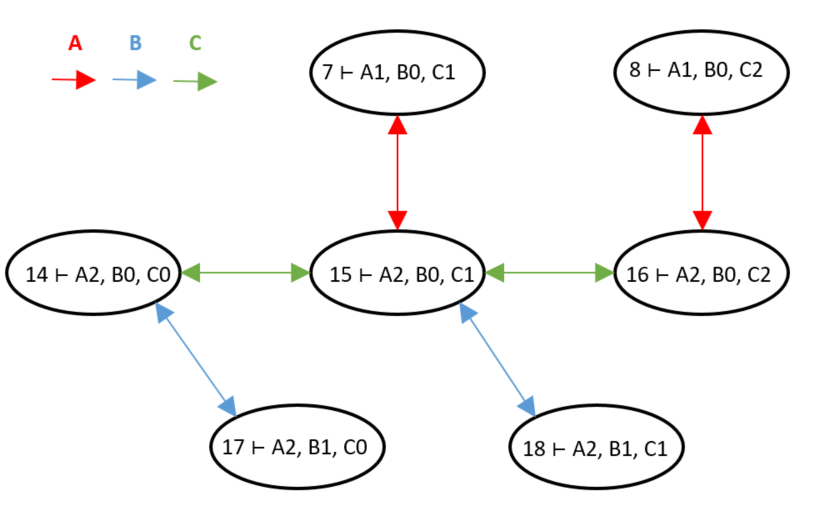 A B C
7 ⊢ A1, B0, C1
8 ⊢ A1, B0, C2
14 ⊢ A2, B0, C0
15 ⊢ A2, B0, C1
16 ⊢ A2, B0, C2
17 ⊢ A2, B1, C0
18 ⊢ A2, B1, C1